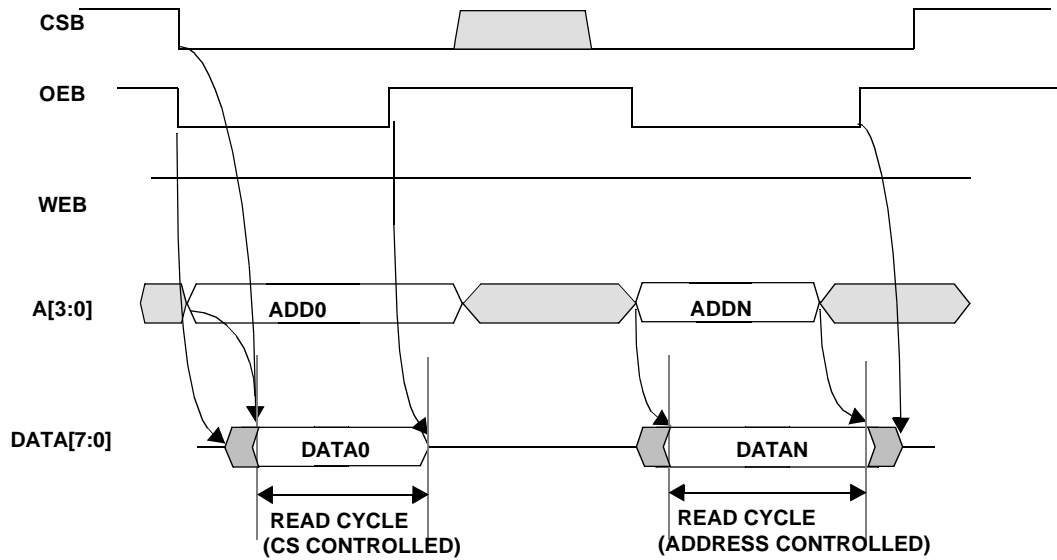 CSB
OEB
WEB
A[3:0]
ADD0
ADDN
DATA[7:0]
DATA0
DATAN
READ CYCLE
(CS CONTROLLED)
READ CYCLE
(ADDRESS CONTROLLED)